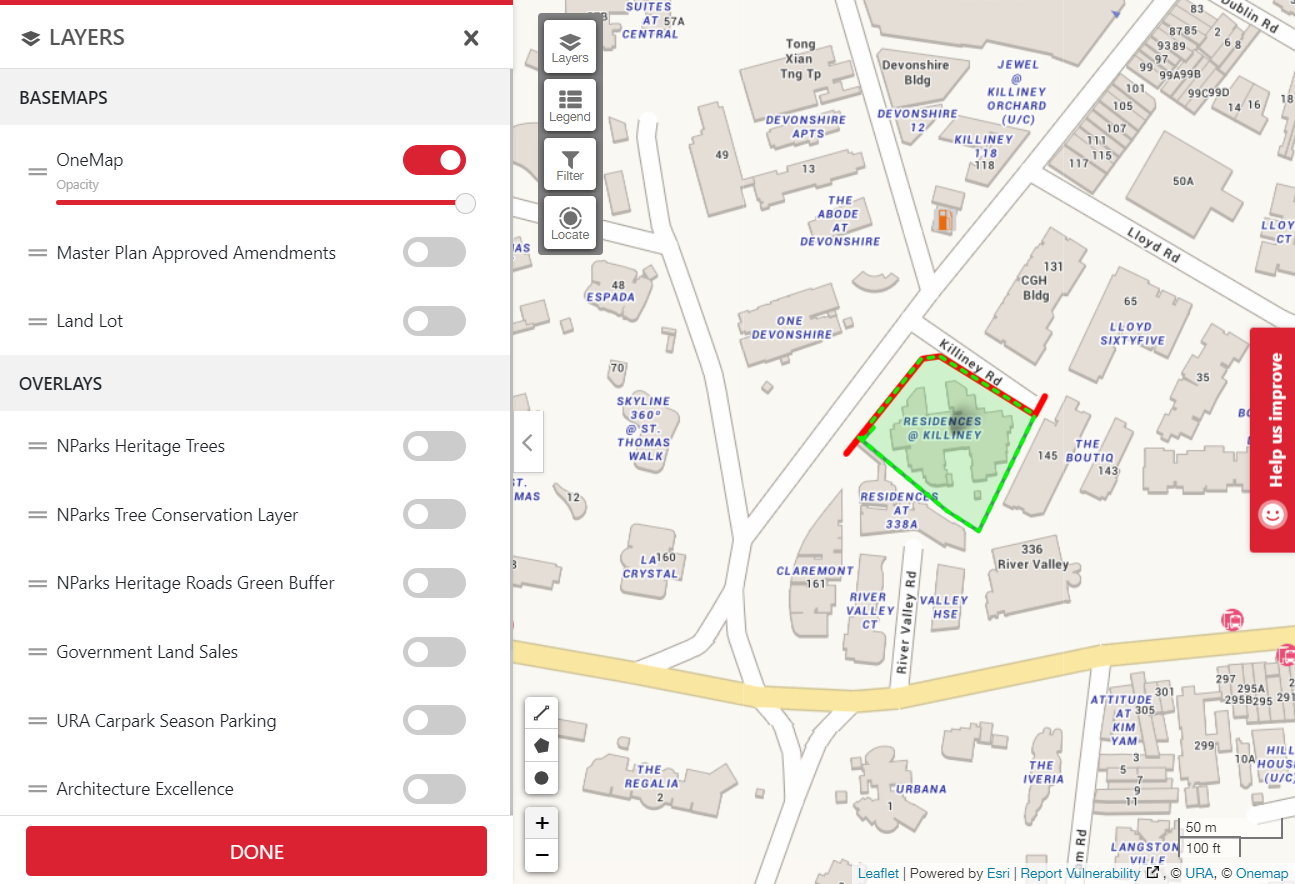 LAYERS
BASEMAPS
OneMap
Opacity
Master Plan Approved Amendments
Land Lot
OVERLAYS
NParks Heritage Trees
NParks Tree Conservation Layer
NParks Heritage Roads Green Buffer
Government Land Sales
URA Carpark Season Parking
Architecture Excellence
DONE
Layers
Legend
Filter
Locate
SUITES
AT
CENTRAL
57A
Tong
Xian
Tng Tp
Devonshire
Bldg
JEWEL
@
KILLINEY
ORCHARD
(U/C)
DEVONSHIRE
APTS
DEVONSHIRE
12
KILLINEY
118
118
49
13
THE
ABODE
AT
DEVONSHIRE
Dublin Rd
83
87 85
2
6 8
93 89
97
99
99A 99B
99C 99D
101
105
107
111
115
117
14 16
50A
LLOY
CT
Lloyd Rd
131
CGH
Bldg
65
LLOYD
SIXTYFIVE
35
48
ESPADA
ONE
DEVONSHIRE
Killiney Rd
70
SKYLINE
360°
@ ST.
THOMAS
WALK
RESIDENCES
@ KILLINEY
145
THE
BOUTIQ
143
ST.
MAS
12
RESIDENCES
AT
338A
LA
CRYSTAL
160
CLAREMONT
161
RIVER
VALLEY
CT
VALLEY
HSE
River Valley Rd
336
River Valley
THE
REGALIA
2
URBANA
1
THE
IVERIA
ATTITUDE
AT
KIM
YAM
301
305
297
295A
295B 295
299
3
5
7
9
11
10A
HILL
HOUS
(U/C)
LANGSTON
VILLE
m Rd
Help us improve
+
−
50 m
100 ft
Leaflet | Powered by Esri | Report Vulnerability , © URA, © Onemap